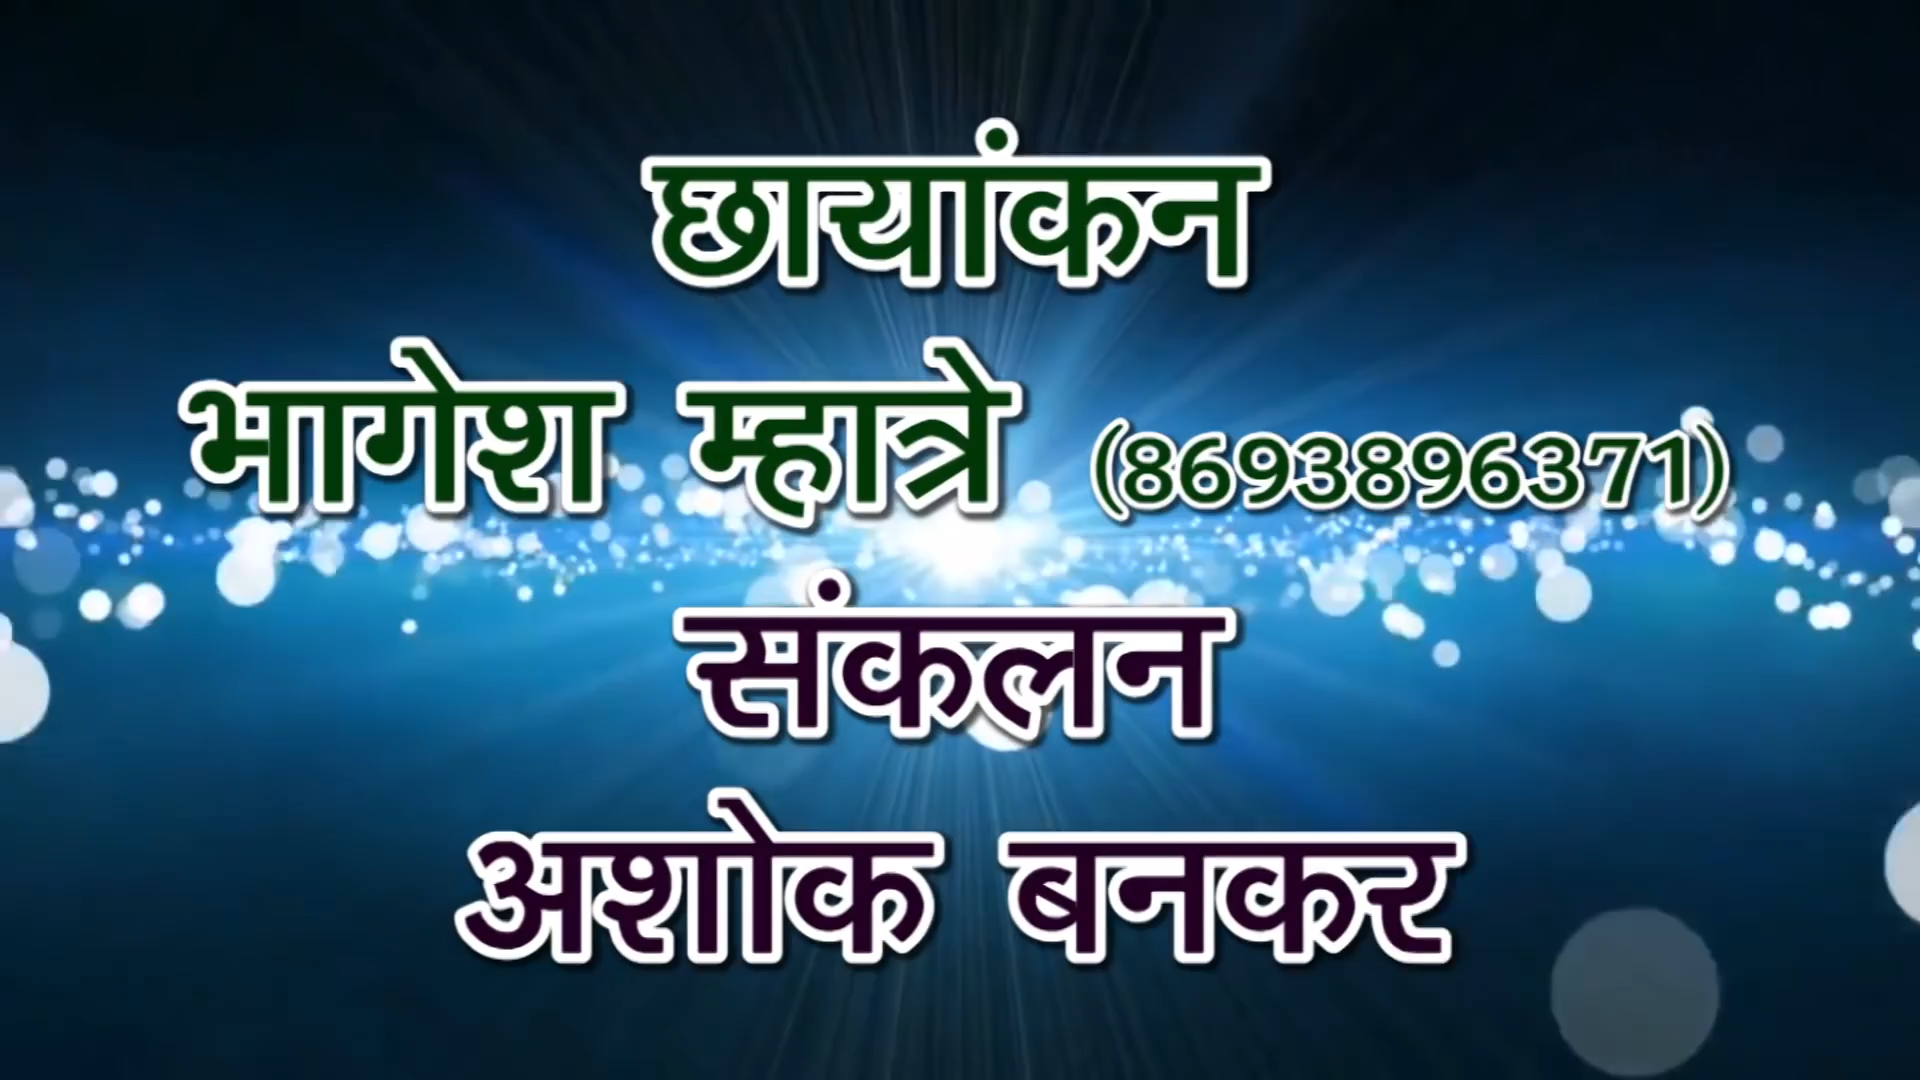 छायांकन
भागेश म्हात्रे (8693896371)
संकलन
अशोक बनकर